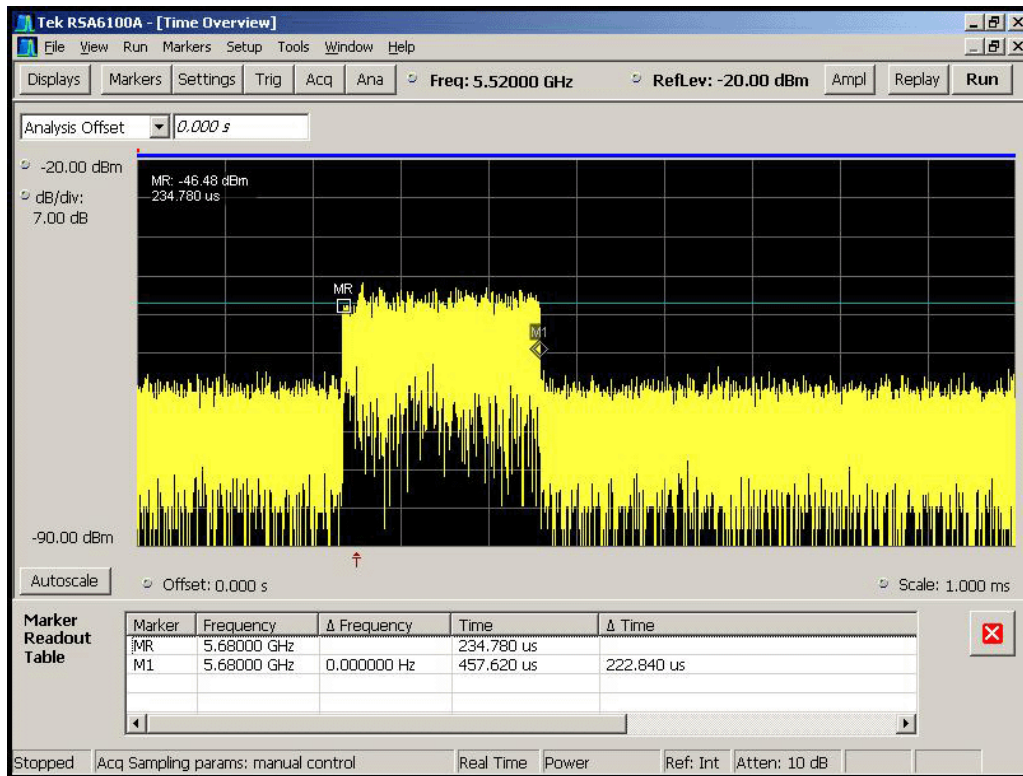 Tek RSA6100A - [Time Overview]
File View Run Markers Setup Tools Window Help
Displays Markers Settings Trig Acq Ana Freq: 5.52000 GHz RefLev: -20.00 dBm Ampl Replay Run
Analysis Offset 0.000 s
-20.00 dBm
dB/div:
7.00 dB
MR: -46.48 dBm
234.780 us
MR
M1
-90.00 dBm
Autoscale Offset: 0.000 s Scale: 1.000 ms
Marker Readout Table
Marker Frequency Δ Frequency Time Δ Time
MR 5.68000 GHz 234.780 us
M1 5.68000 GHz 0.000000 Hz 457.620 us 222.840 us
Stopped Acq Sampling params: manual control Real Time Power Ref: Int Atten: 10 dB